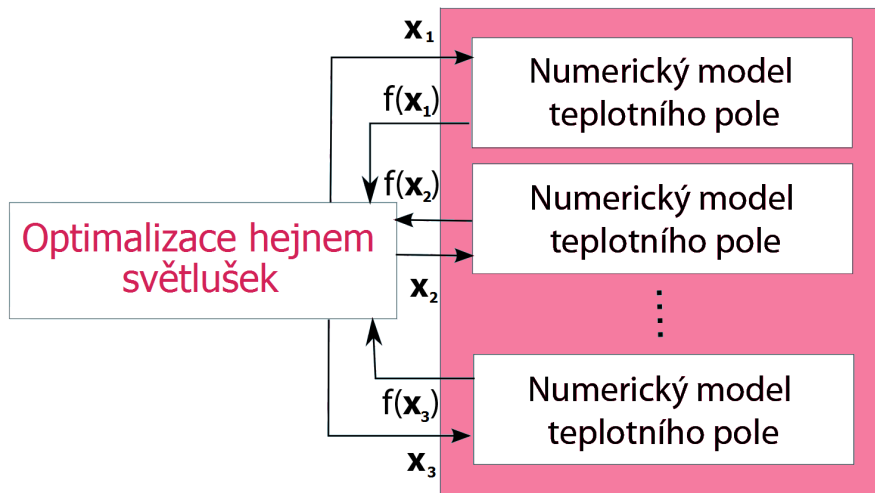 x1
Numerický model
teplotního pole
f(x1)
f(x2)
Numerický model
teplotního pole
Optimalizace hejnem
světlušek
x2
Numerický model
teplotního pole
f(x3)
x3